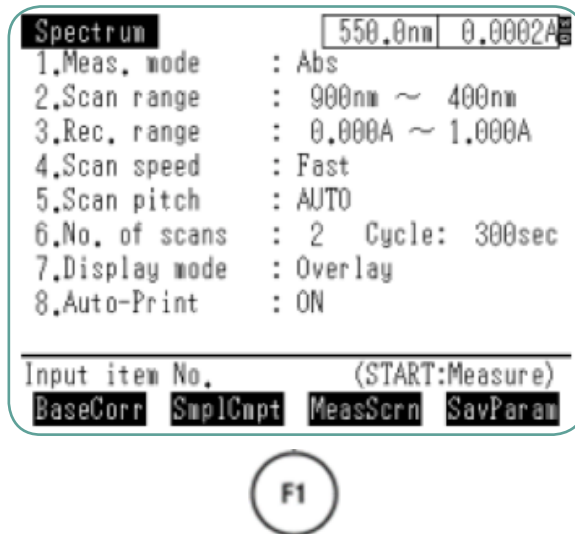 Spectrum 550.0nm 0.0002A
1.Meas. mode : Abs
2.Scan range : 900nm ~ 400nm
3.Rec. range : 0.000A ~ 1.000A
4.Scan speed : Fast
5.Scan pitch : AUTO
6.No. of scans : 2 Cycle: 300sec
7.Display mode : Overlay
8.Auto-Print : ON
Input item No. (START:Measure)
BaseCorr SmplCmpt MeasScrn SavParam
F1